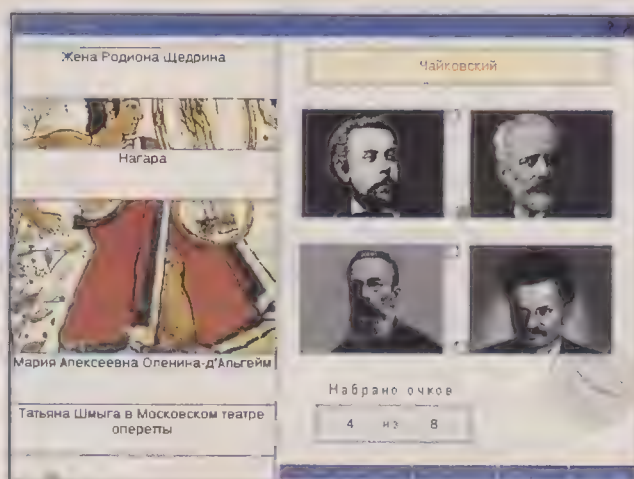 Жена Родиона Щедрина
Нагара
Мария Алексеевна Оленина-д'Альгейм
Татьяна Шмыга в Московском театре
оперетты
Чайковский
Набрано очков
4 из 8